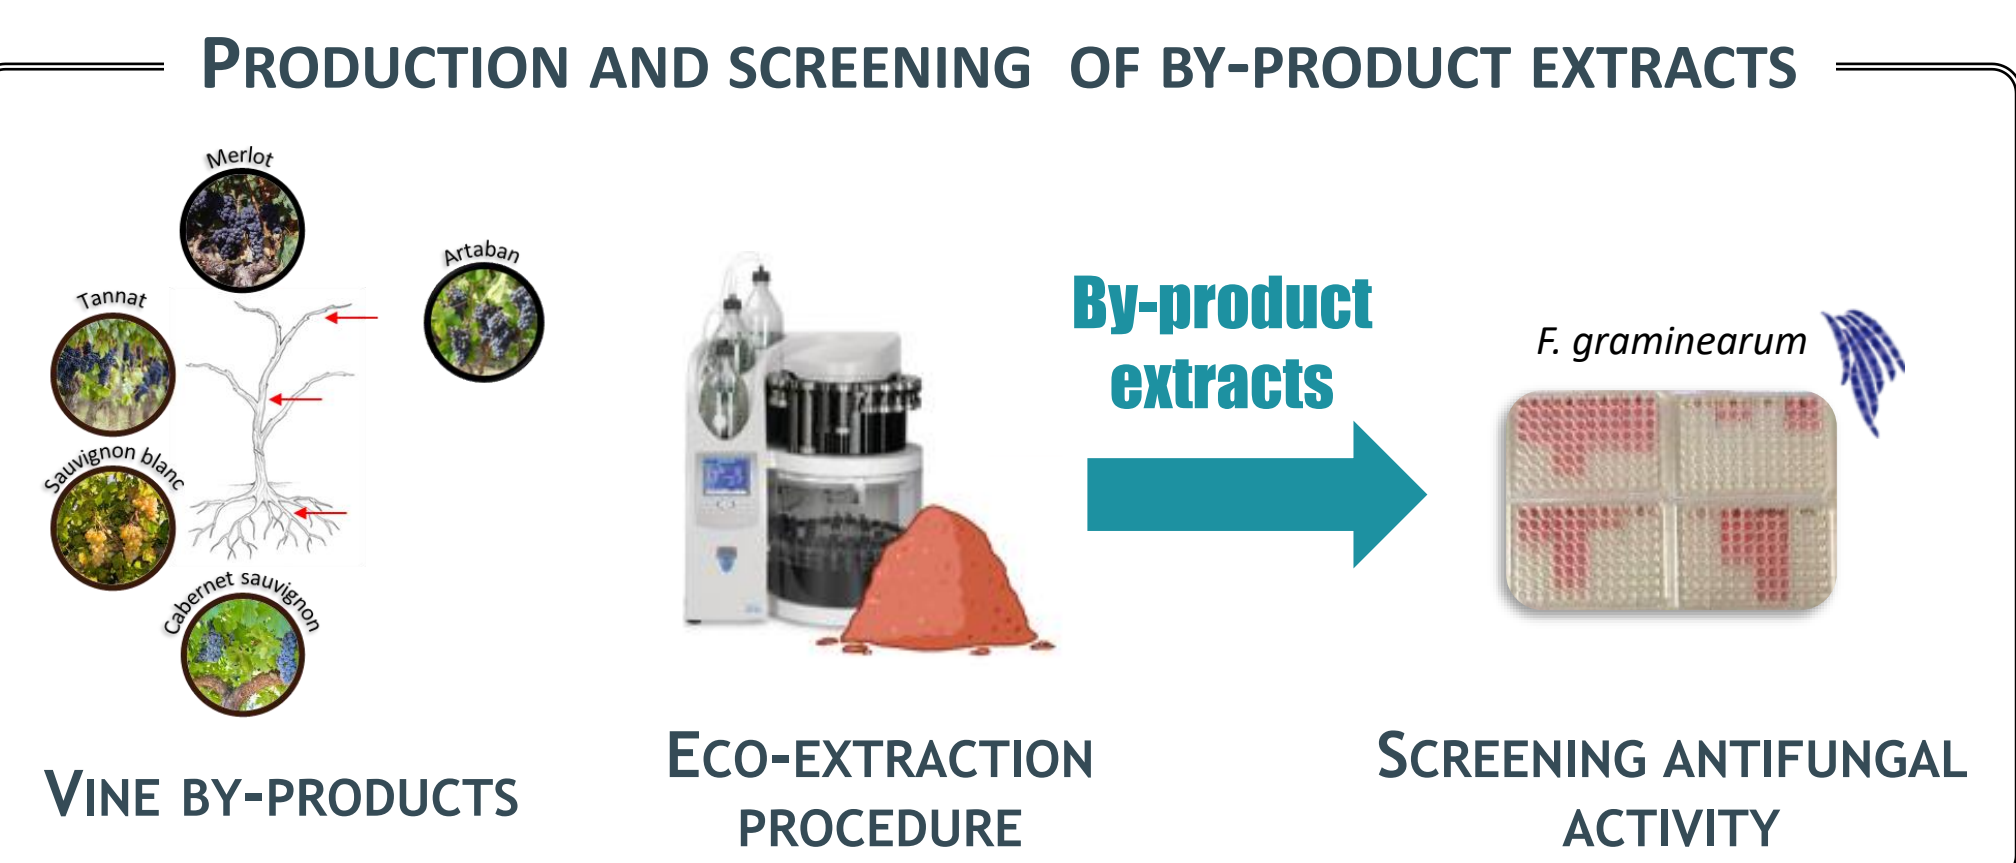 PRODUCTION AND SCREENING OF BY-PRODUCT EXTRACTS
Merlot
Artaban
Tannat
Sauvignon blanc
Cabernet sauvignon
VINE BY-PRODUCTS
ECO-EXTRACTION
PROCEDURE
By-product
extracts
F. graminearum
SCREENING ANTIFUNGAL
ACTIVITY